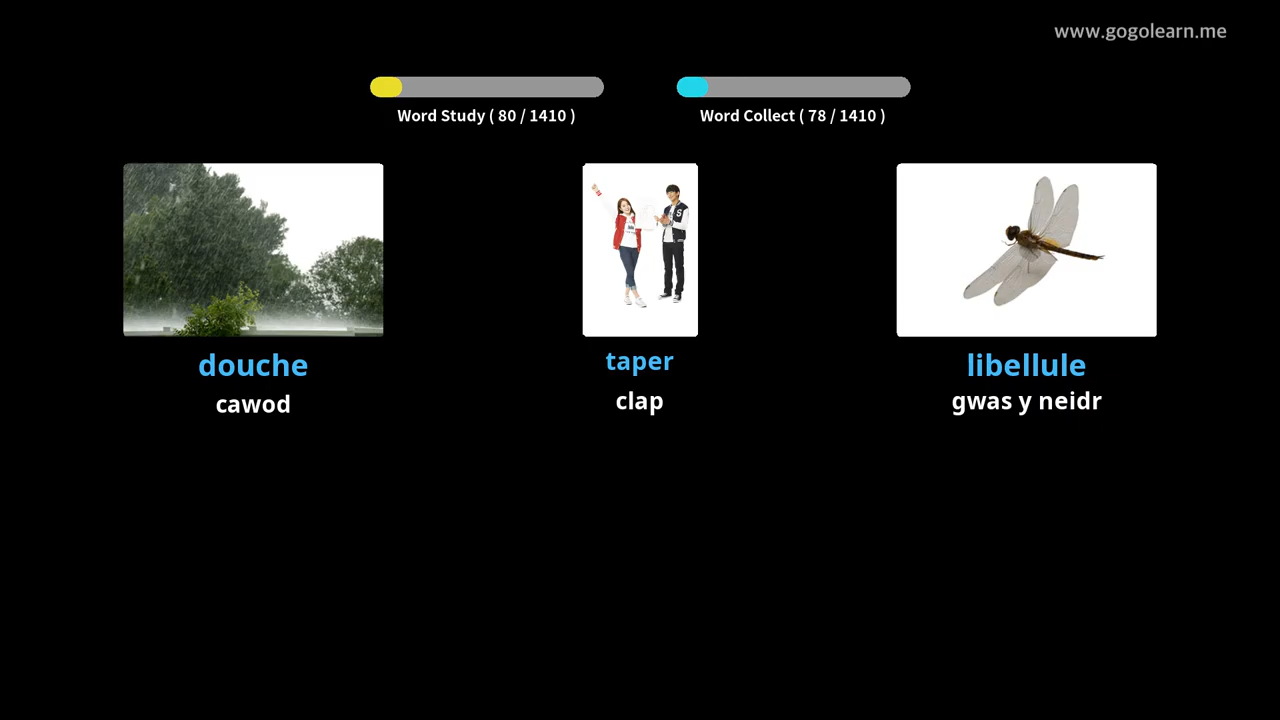 www.gogolearn.me
Word Study ( 80 / 1410 )
Word Collect ( 78 / 1410 )
douche
cawod
taper
clap
libellule
gwas y neidr